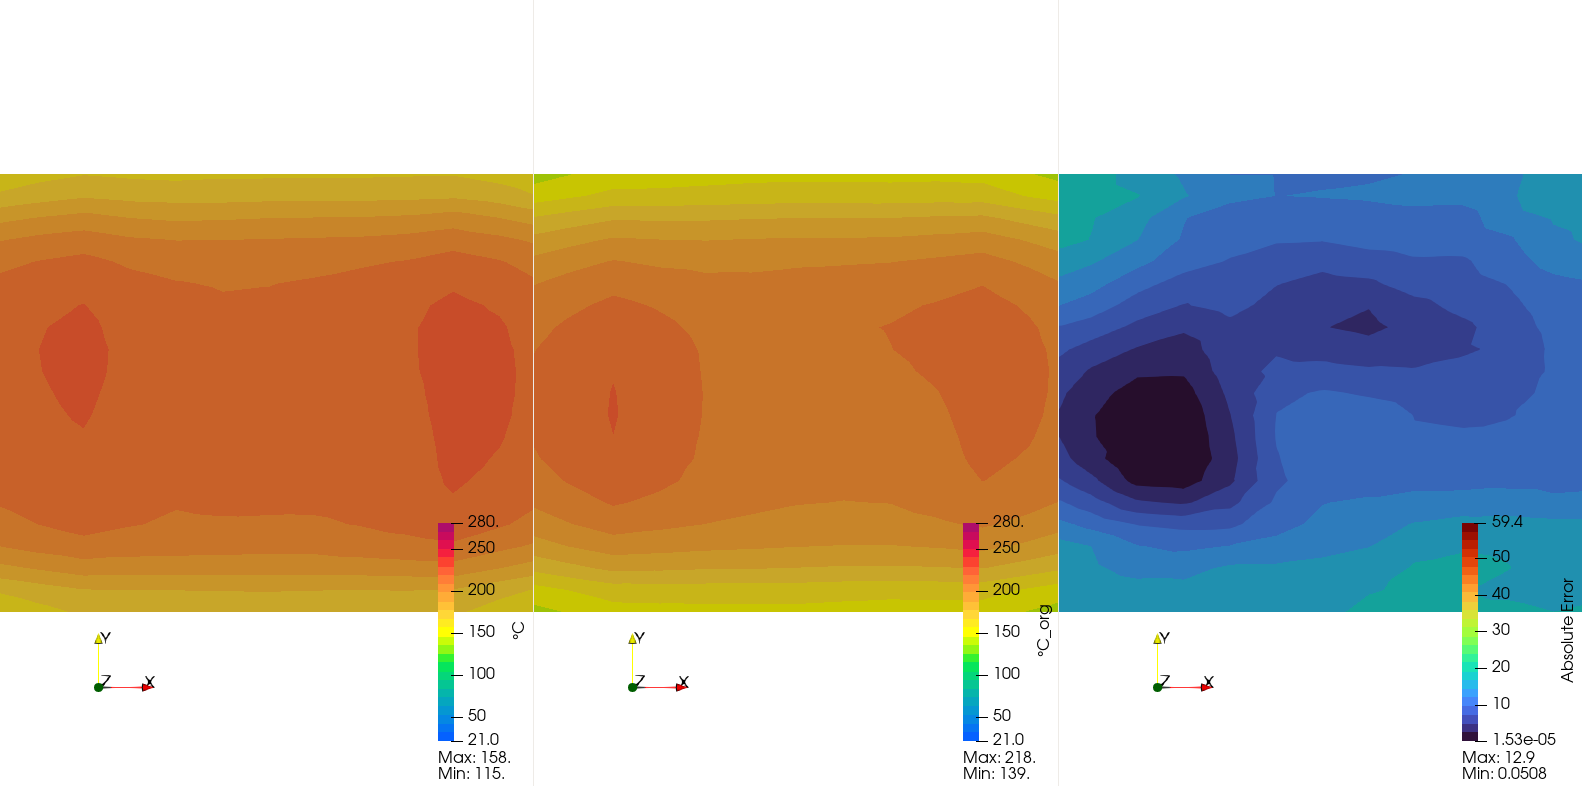 280.
250
200
150
100
50
21.0
°C
Max: 158.
Min: 115.
Y
Z
X
280.
250
200
150
100
50
21.0
°C_org
Max: 218.
Min: 139.
Y
Z
X
59.4
50
40
30
20
10
1.53e-05
Absolute Error
Max: 12.9
Min: 0.0508
Y
Z
X